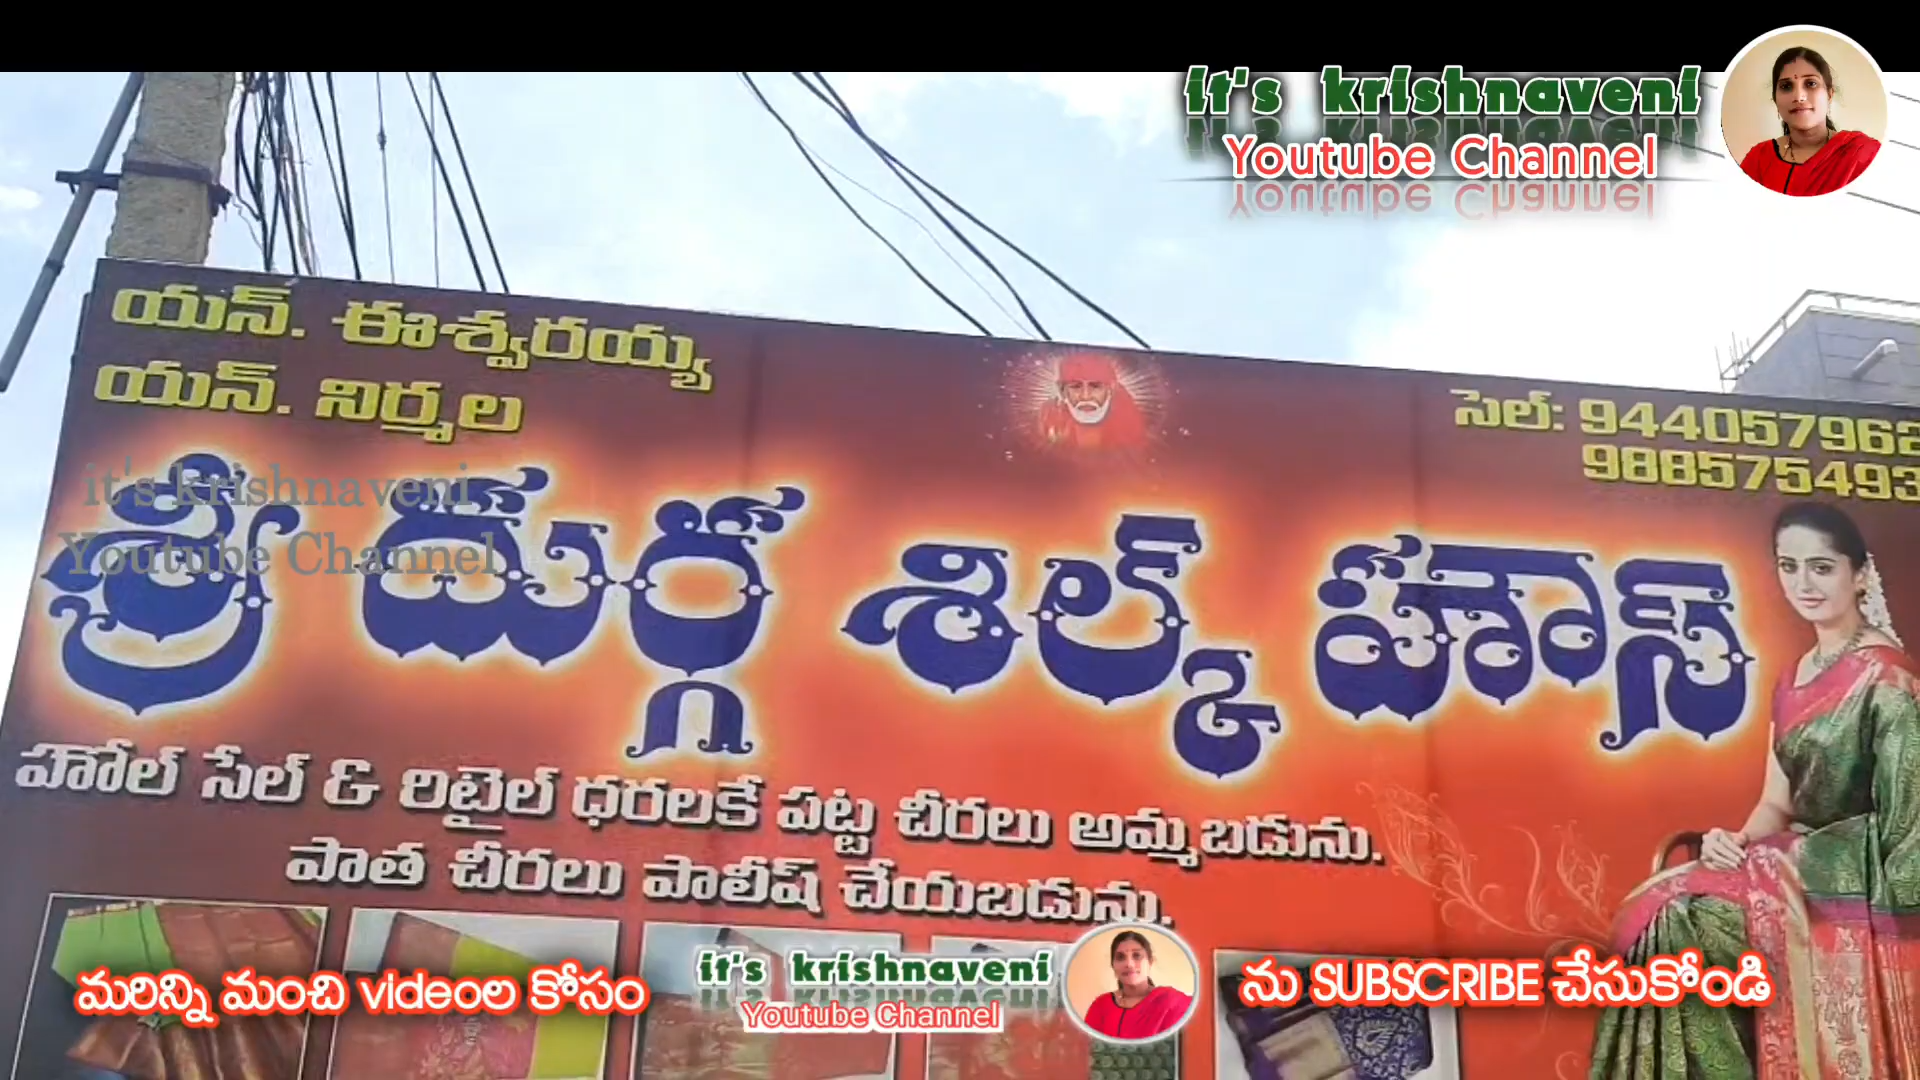 it's krishnaveni
Youtube Channel
యన్. ఈశ్వరయ్య
యన్. నిర్మల
సెల్: 944057962
988575493
it's krishnaveni
Youtube Channel
శ్రీ దుర్గ శిల్క్ హౌస్
హోల్ సేల్ & రిటైల్ ధరలకే పట్టు చీరలు అమ్మబడును.
పాత చీరలు పాలీష్ చేయబడును.
మరిన్ని మంచి videoల కోసం it's krishnaveni Youtube Channel ను SUBSCRIBE చేసుకోండి